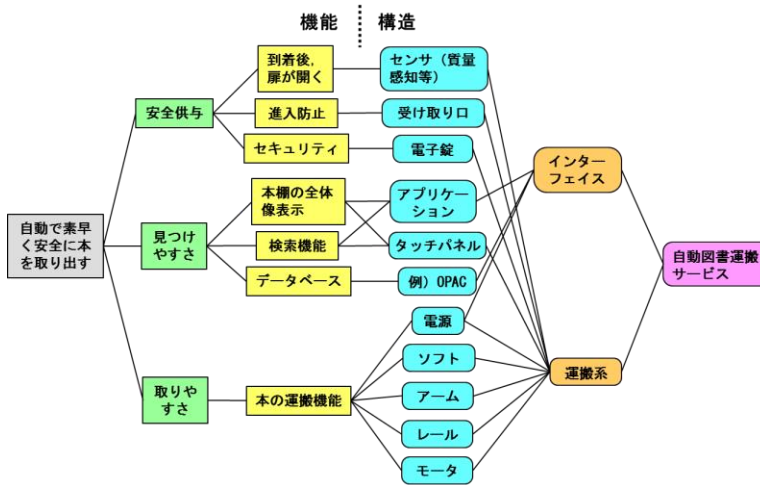 機能
構造
到着後,
扉が開く
センサ（質量
感知等）
安全供与
進入防止
受け取り口
セキュリティ
電子錠
インター
フェイス
本棚の全体
像表示
アプリケー
ション
自動で素早
く安全に本
を取り出す
見つけ
やすさ
検索機能
タッチパネル
自動図書運搬
サービス
データベース
例）OPAC
電源
ソフト
運搬系
取りや
すさ
本の運搬機能
アーム
レール
モータ